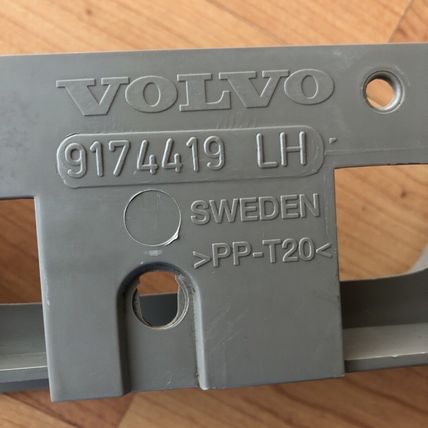 VOLVO
9174419 LH
SWEDEN
>PP-T20<